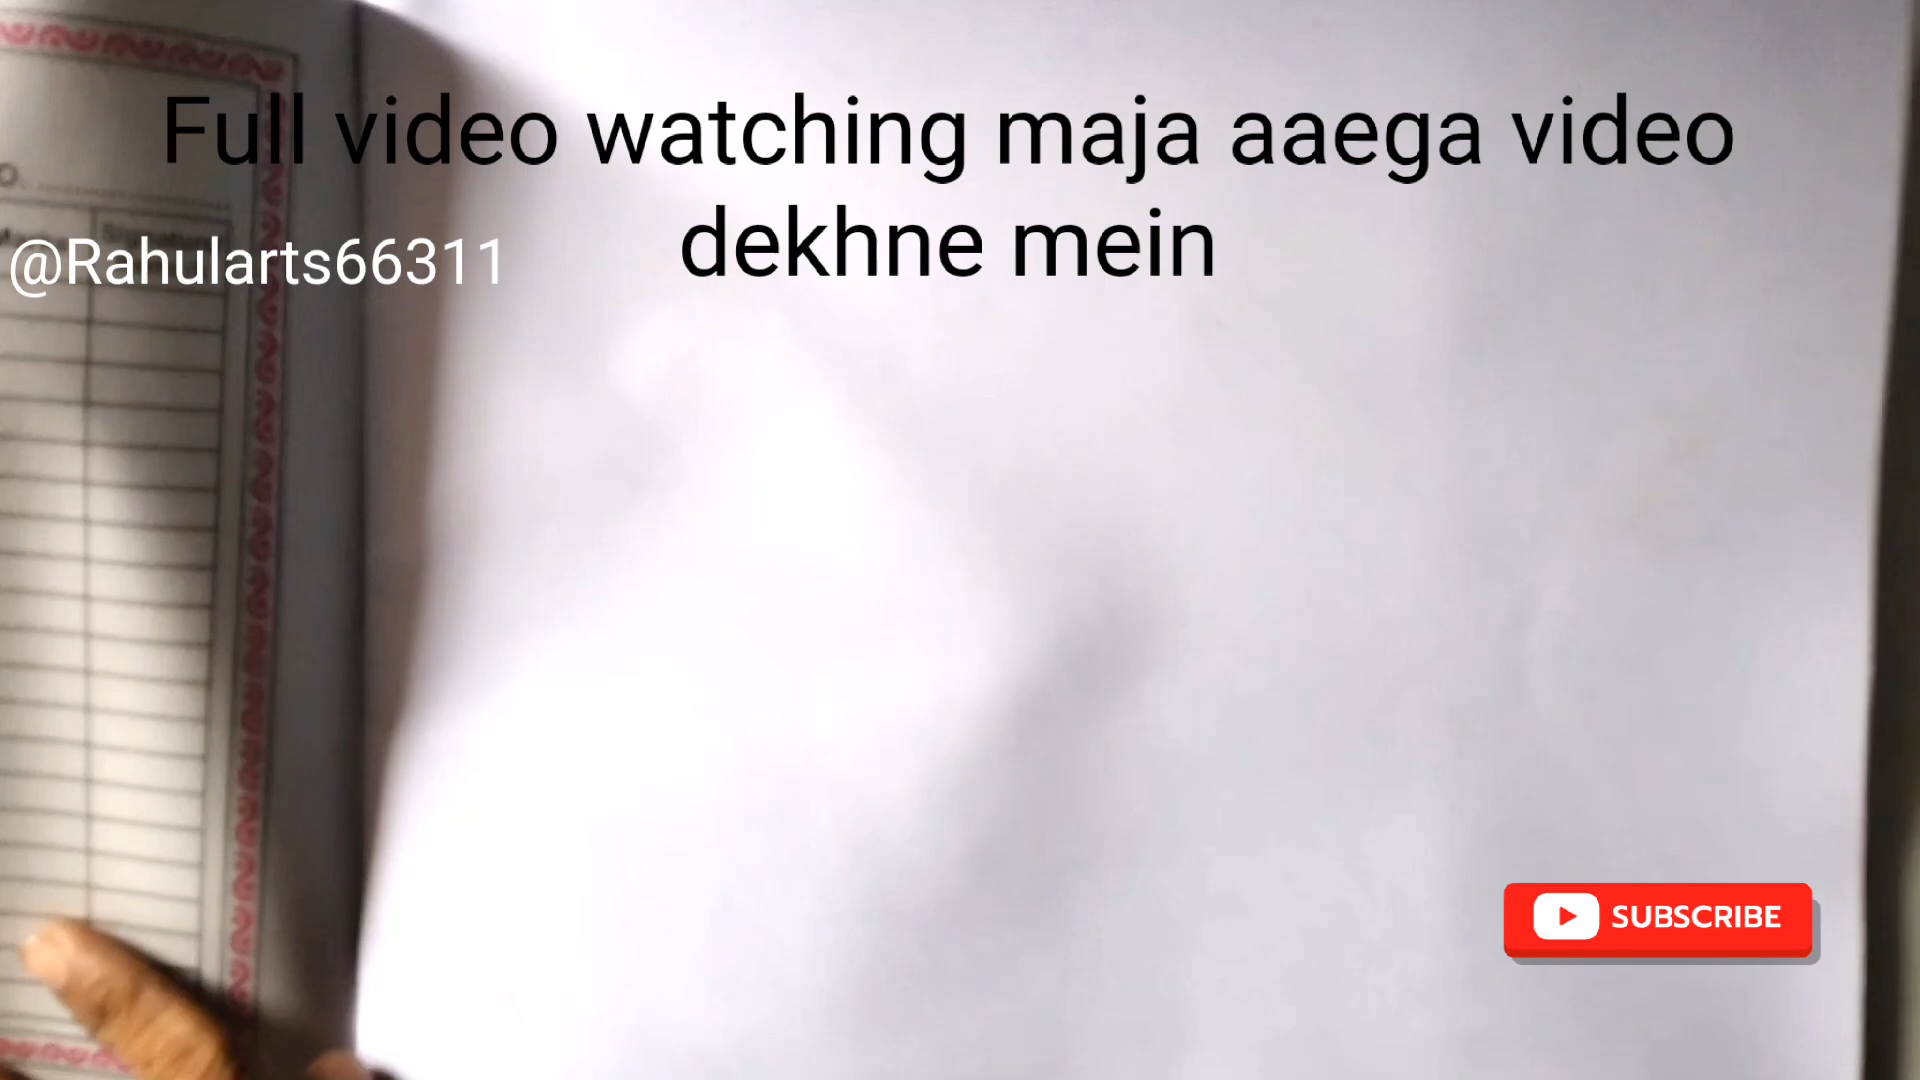 Full video watching maja aaega video
dekhne mein
@Rahularts66311
SUBSCRIBE